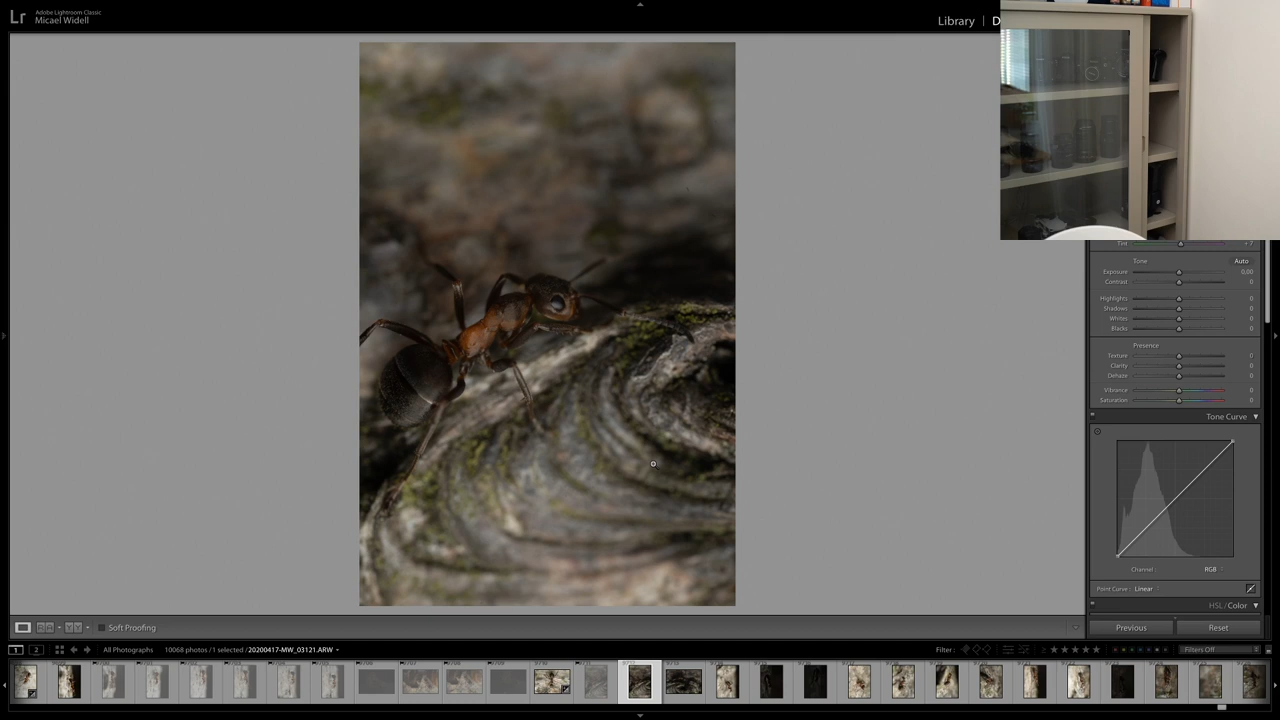 Lr Adobe Lightroom Classic
Micael Widell
Library | D
Tint + 7
Tone Auto
Exposure 0,00
Contrast 0
Highlights 0
Shadows 0
Whites 0
Blacks 0
Presence
Texture 0
Clarity 0
Dehaze 0
Vibrance 0
Saturation 0
Tone Curve
Channel : RGB
Point Curve : Linear
HSL / Color
Soft Proofing
Previous Reset
1 2 All Photographs 10068 photos / 1 selected / 20200417-MW_03121.ARW Filter : Filters Off